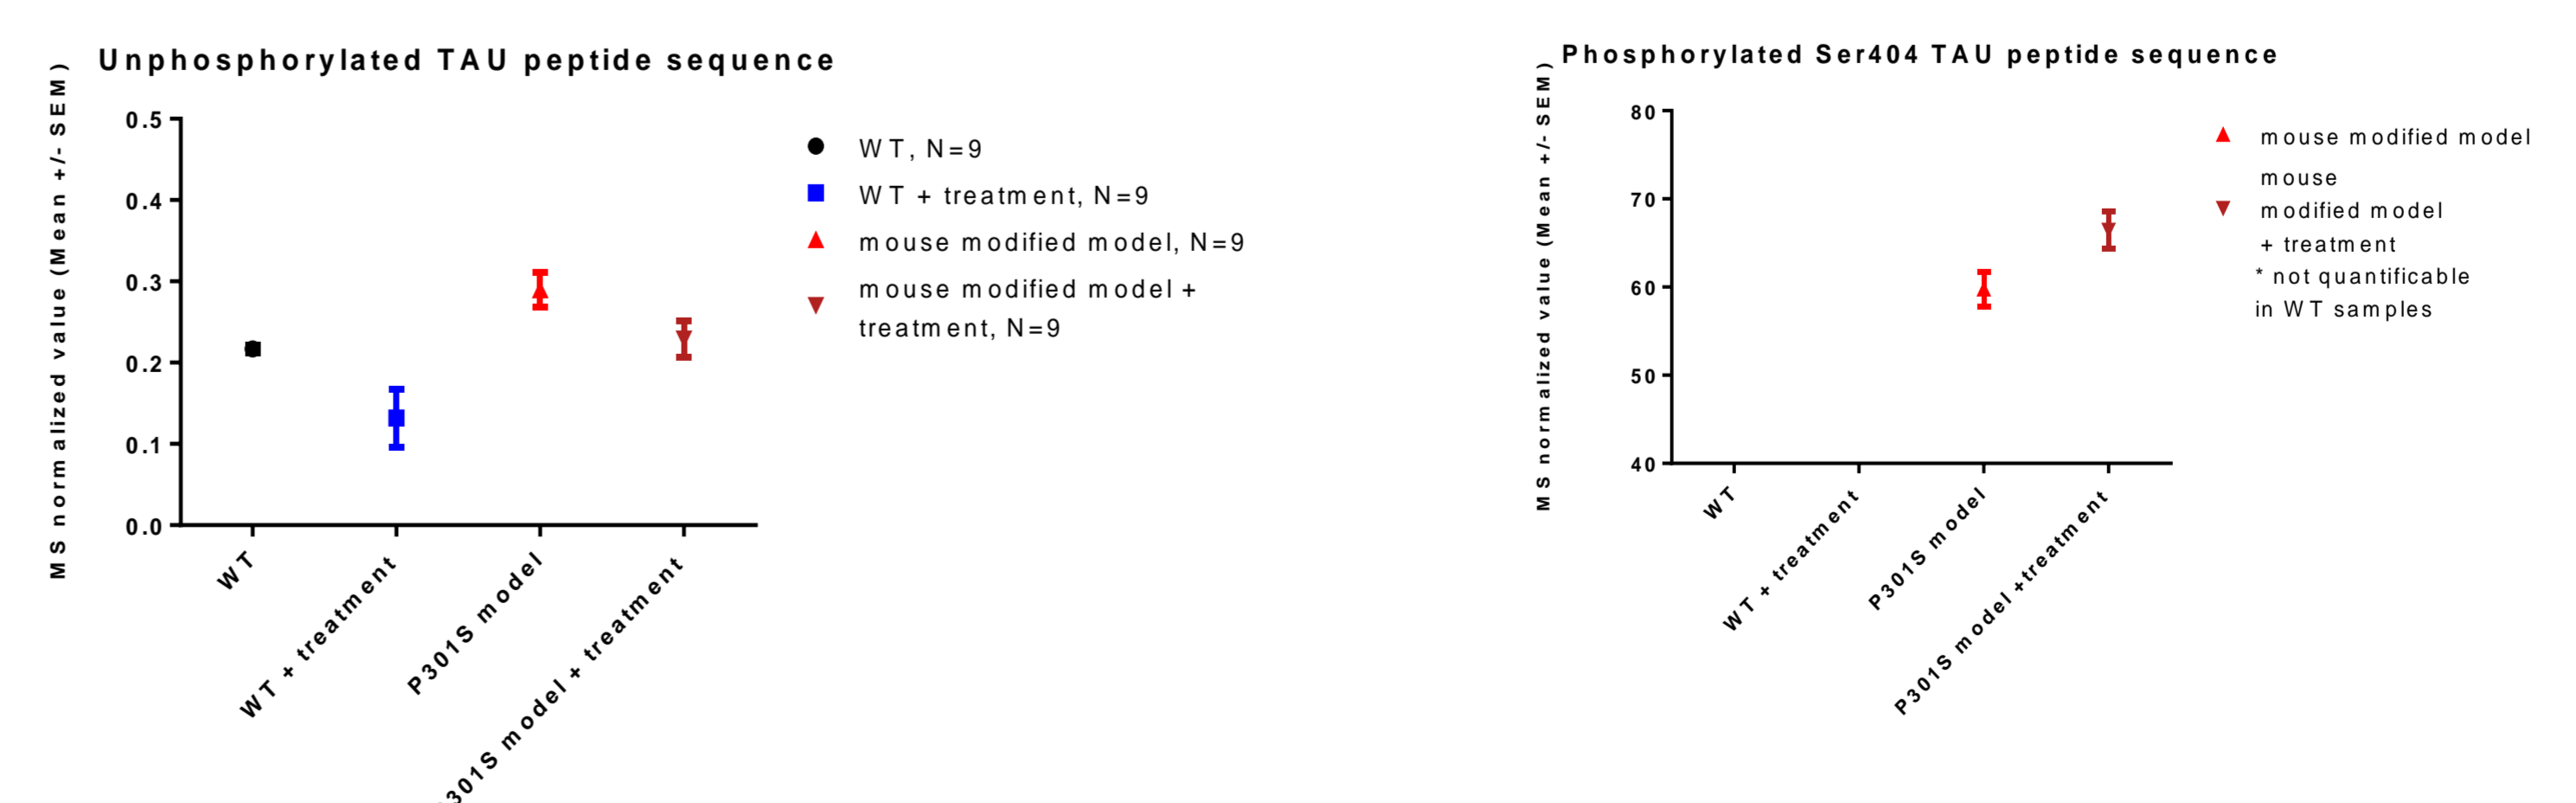 Unphosphorylated TAU peptide sequence
MS normalized value (Mean +/- SEM)
0.5
0.4
0.3
0.2
0.1
0.0
WT
WT + treatment
P301S model
301S model + treatment
WT, N=9
WT + treatment, N=9
mouse modified model, N=9
mouse modified model +
treatment, N=9
Phosphorylated Ser404 TAU peptide sequence
MS normalized value (Mean +/- SEM)
80
70
60
50
40
WT
WT + treatment
P301S model
P301S model +treatment
mouse modified model
mouse
modified model
+ treatment
* not quantificable
in WT samples